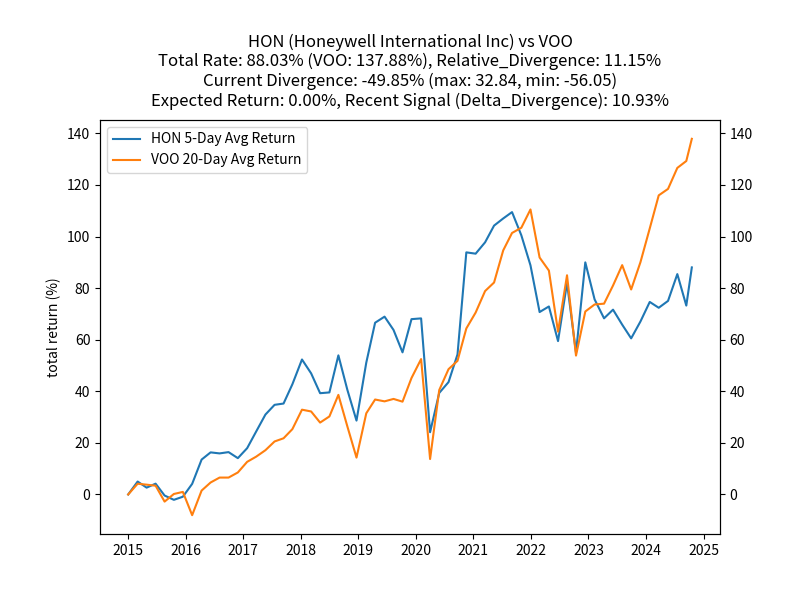 HON (Honeywell International Inc) vs VOO
Total Rate: 88.03% (VOO: 137.88%), Relative_Divergence: 11.15%
Current Divergence: -49.85% (max: 32.84, min: -56.05)
Expected Return: 0.00%, Recent Signal (Delta_Divergence): 10.93%
HON 5-Day Avg Return
VOO 20-Day Avg Return
total return (%)
140
120
100
80
60
40
20
0
140
120
100
80
60
40
20
0
2015 2016 2017 2018 2019 2020 2021 2022 2023 2024 2025